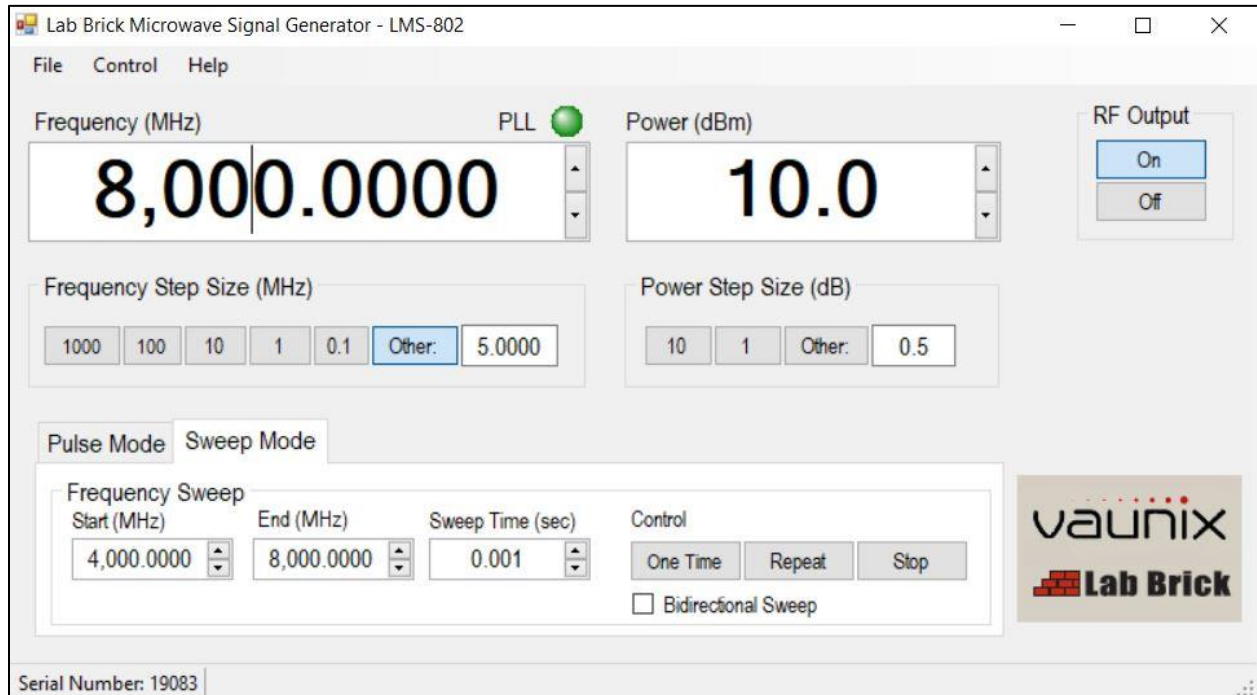 Lab Brick Microwave Signal Generator - LMS-802
File Control Help
Frequency (MHz) PLL Power (dBm) RF Output
8,000.0000 10.0 On
Off
Frequency Step Size (MHz) Power Step Size (dB)
1000 100 10 1 0.1 Other: 5.0000 10 1 Other: 0.5
Pulse Mode Sweep Mode
Frequency Sweep
Start (MHz) End (MHz) Sweep Time (sec) Control
4,000.0000 8,000.0000 0.001 One Time Repeat Stop
Bidirectional Sweep
vaunix
Lab Brick
Serial Number: 19083